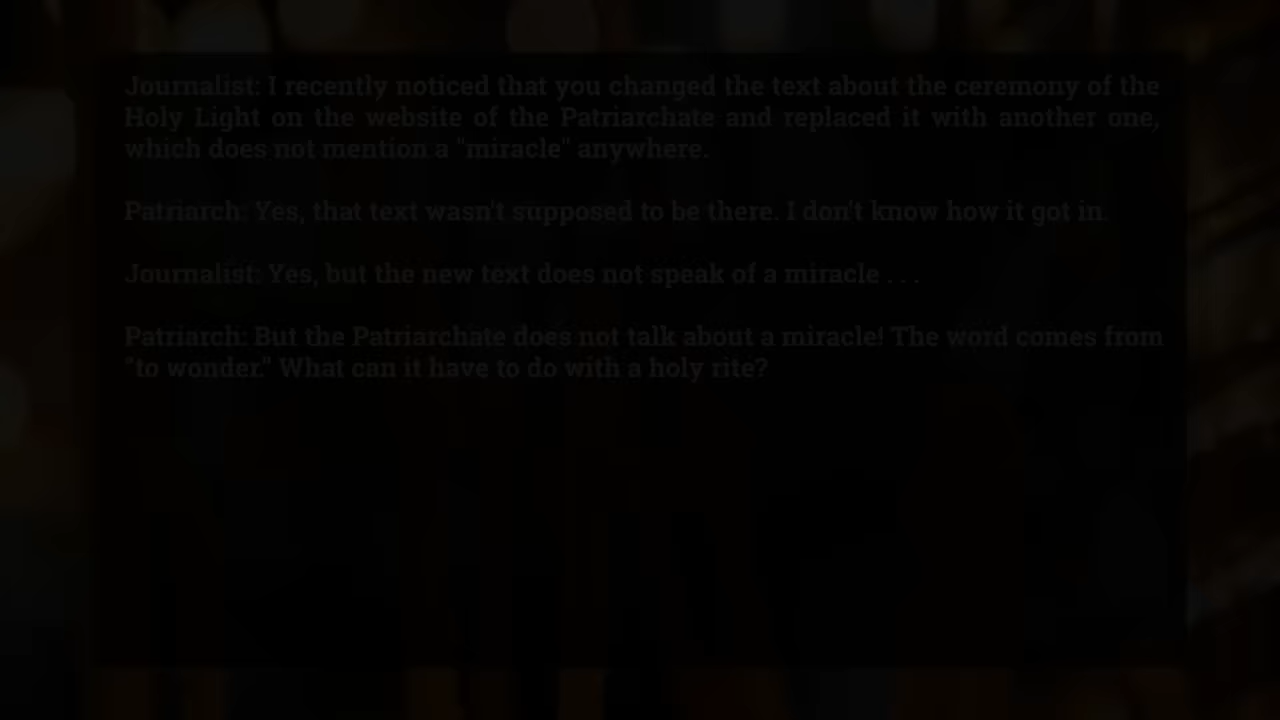 Journalist: I recently noticed that you changed the text about the ceremony of the
Holy Light on the website of the Patriarchate and replaced it with another one,
which does not mention a "miracle" anywhere.
Patriarch: Yes, that text wasn't supposed to be there. I don't know how it got in.
Journalist: Yes, but the new text does not speak of a miracle . . .
Patriarch: But the Patriarchate does not talk about a miracle! The word comes from
"to wonder." What can it have to do with a holy rite?